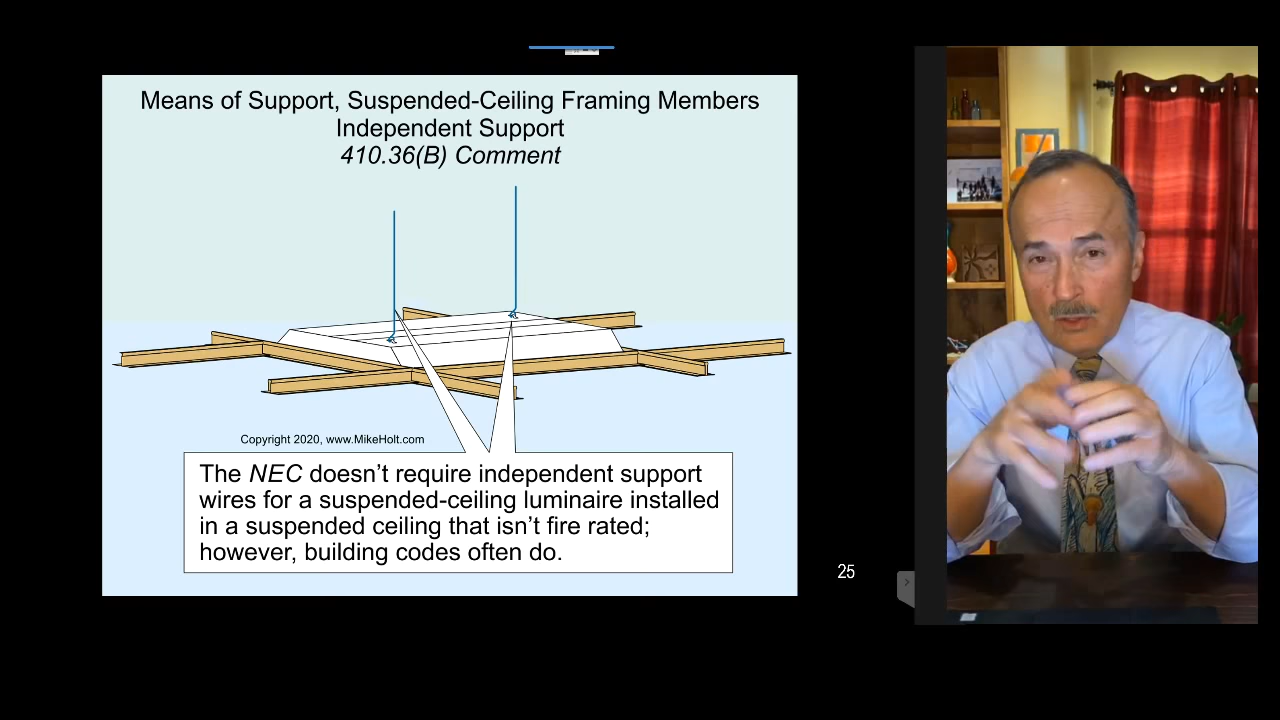 Means of Support, Suspended-Ceiling Framing Members
Independent Support
410.36(B) Comment
Copyright 2020, www.MikeHolt.com
The NEC doesn’t require independent support
wires for a suspended-ceiling luminaire installed
in a suspended ceiling that isn’t fire rated;
however, building codes often do.
25